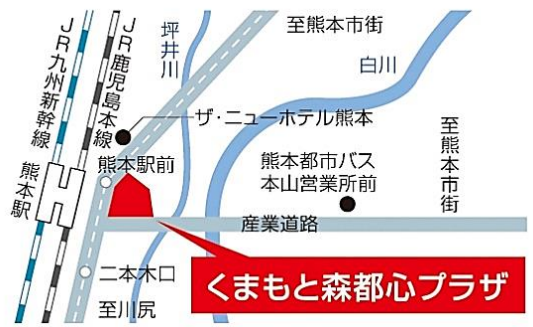 JR九州新幹線
JR鹿児島本線
坪井川
至熊本市街
白川
ザ・ニューホテル熊本
熊本駅前
熊本駅
熊本都市バス
本山営業所前
至熊本市街
産業道路
くまもと森都心プラザ
二本木口
至川尻